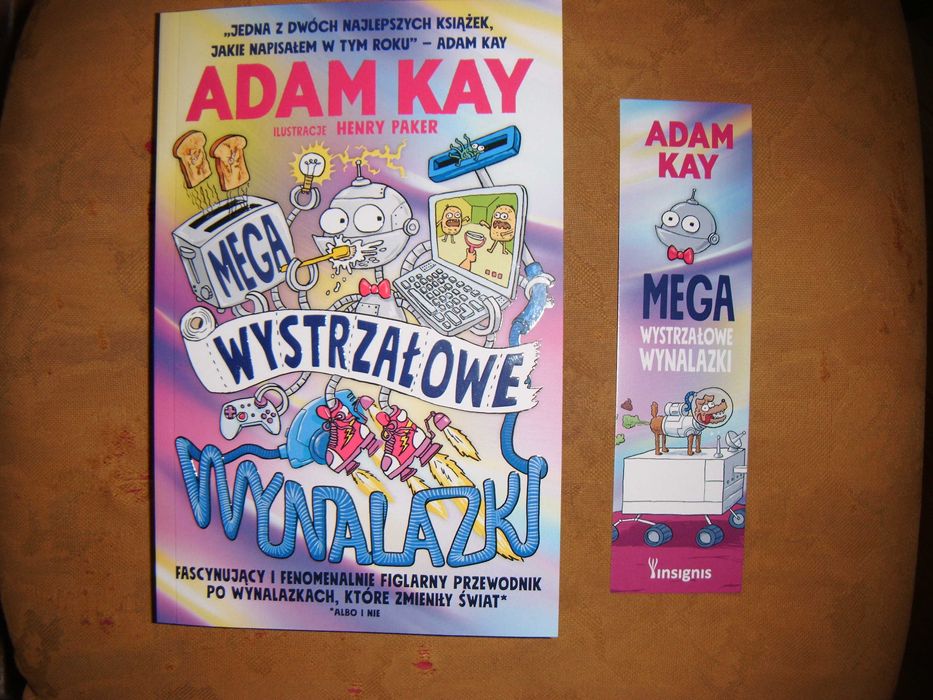 „JEDNA Z DWÓCH NAJLEPSZYCH KSIĄŻEK,
JAKIE NAPISAŁEM W TYM ROKU” – ADAM KAY
ADAM KAY
ILUSTRACJE HENRY PAKER
MEGA
WYSTRZAŁOWE
WYNALAZKI
FASCYNUJĄCY I FENOMENALNIE FIGLARNY PRZEWODNIK
PO WYNALAZKACH, KTÓRE ZMIENIŁY ŚWIAT*
*ALBO I NIE
ADAM
KAY
MEGA
WYSTRZAŁOWE
WYNALAZKI
insignis